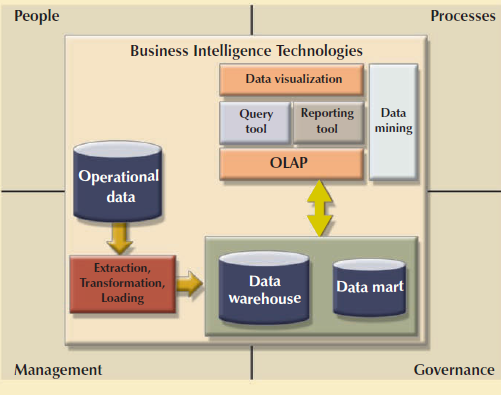 People
Processes
Business Intelligence Technologies
Data visualization
Query
tool
Reporting
tool
Data
mining
OLAP
Operational
data
Extraction,
Transformation,
Loading
Data
warehouse
Data mart
Management
Governance